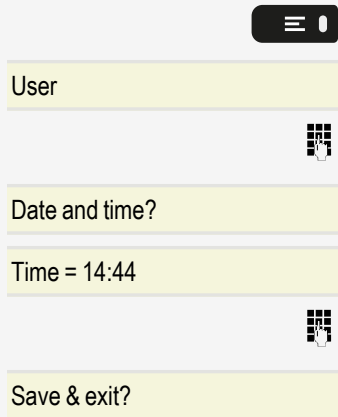 User
Date and time?
Time = 14:44
Save & exit?